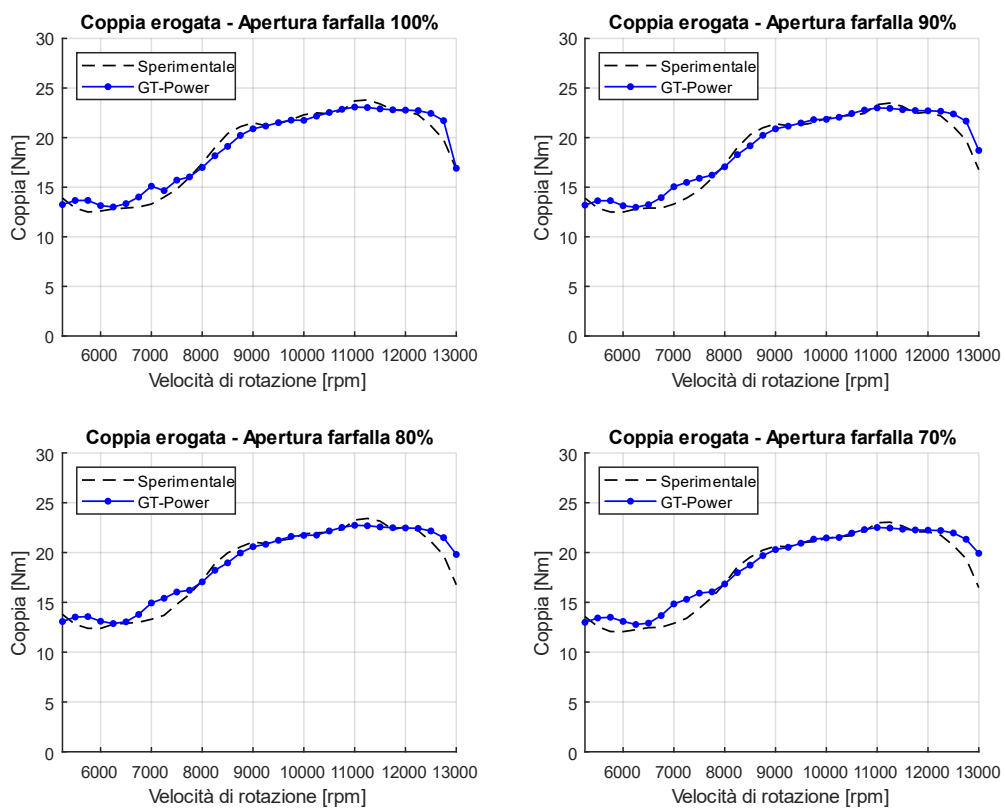 Coppia erogata - Apertura farfalla 100%
30
25
20
15
10
5
0
Coppia [Nm]
Sperimentale
GT-Power
6000 7000 8000 9000 10000 11000 12000 13000
Velocità di rotazione [rpm]
Coppia erogata - Apertura farfalla 90%
30
25
20
15
10
5
0
Coppia [Nm]
Sperimentale
GT-Power
6000 7000 8000 9000 10000 11000 12000 13000
Velocità di rotazione [rpm]
Coppia erogata - Apertura farfalla 80%
30
25
20
15
10
5
0
Coppia [Nm]
Sperimentale
GT-Power
6000 7000 8000 9000 10000 11000 12000 13000
Velocità di rotazione [rpm]
Coppia erogata - Apertura farfalla 70%
30
25
20
15
10
5
0
Coppia [Nm]
Sperimentale
GT-Power
6000 7000 8000 9000 10000 11000 12000 13000
Velocità di rotazione [rpm]